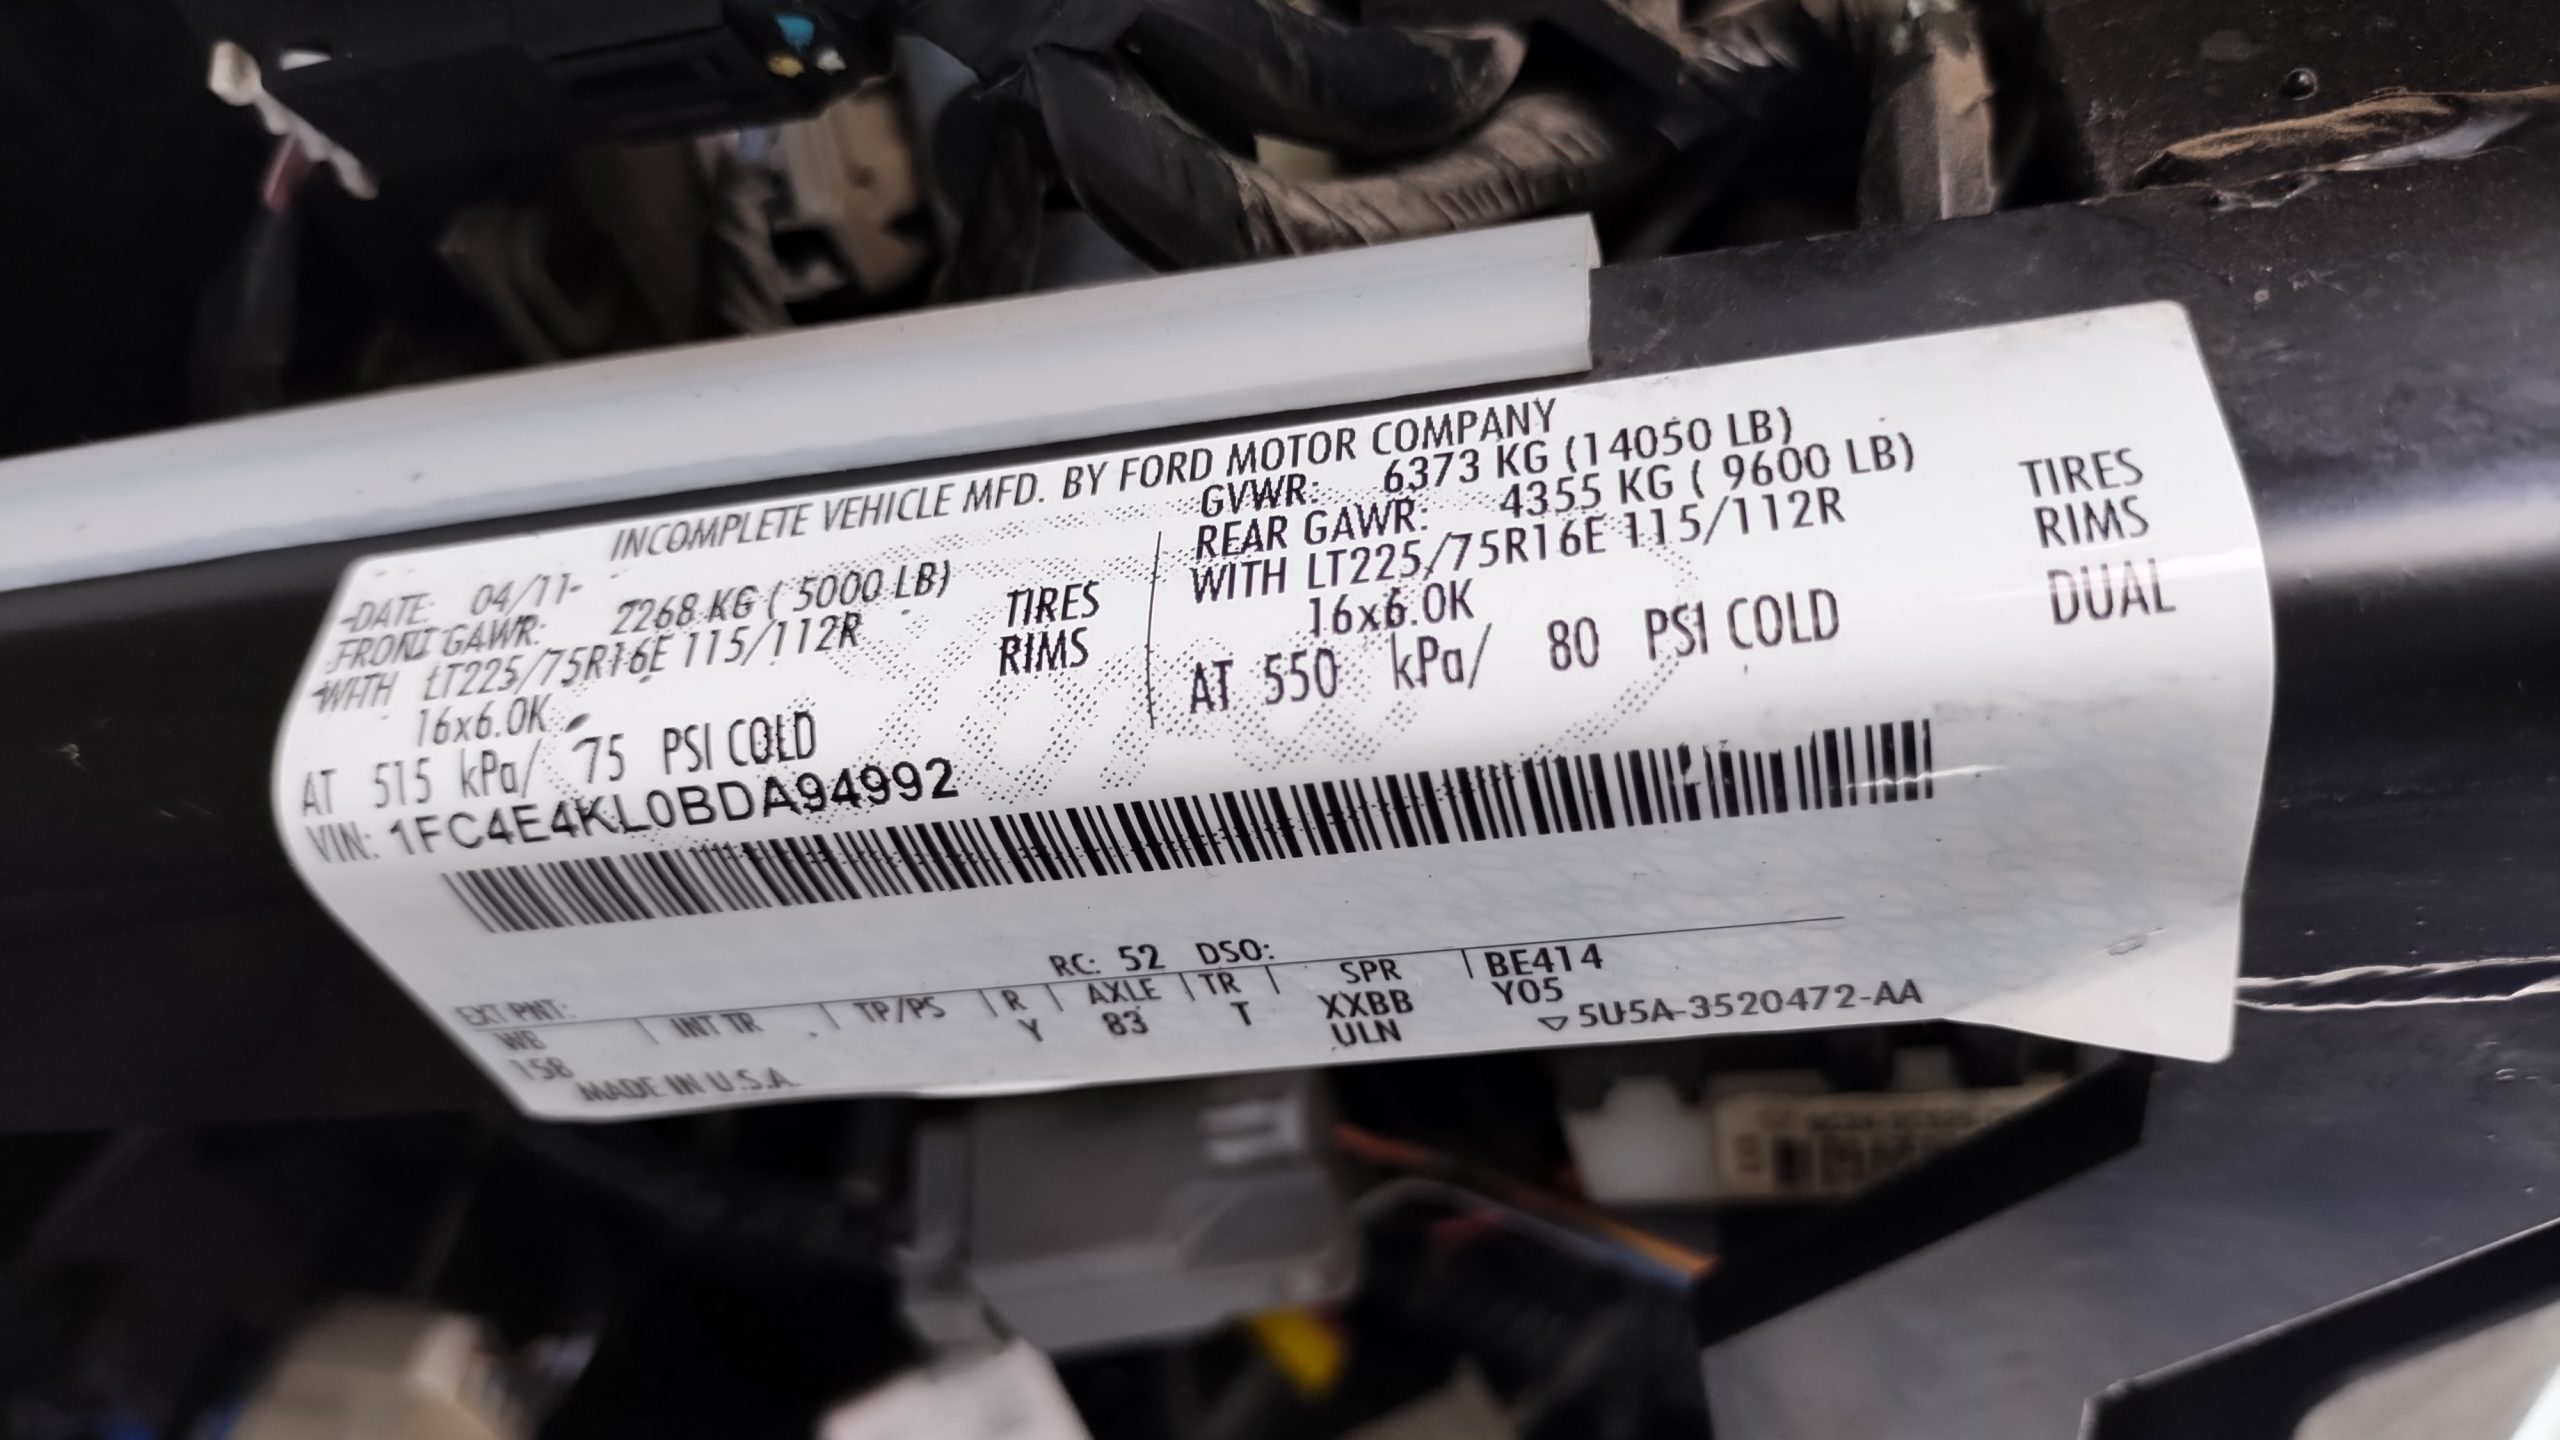 INCOMPLETE VEHICLE MFD. BY FORD MOTOR COMPANY
DATE: 04/11
GVWR: 6373 KG (14050 LB)
FRONT GAWR: 2268 KG ( 5000 LB)
REAR GAWR: 4355 KG ( 9600 LB)
WITH LT225/75R16E 115/112R TIRES
WITH LT225/75R16E 115/112R TIRES
16x6.0K RIMS
16x6.0K RIMS
AT 515 kPa/ 75 PSI COLD
AT 550 kPa/ 80 PSI COLD DUAL
VIN: 1FC4E4KL0BDA94992
EXT PNT: RC: 52 DSO:
WB INT TR TP/PS R AXLE TR SPR BE414
158 Y 83 T XXBB Y05
ULN
MADE IN U.S.A.
▽5U5A-3520472-AA